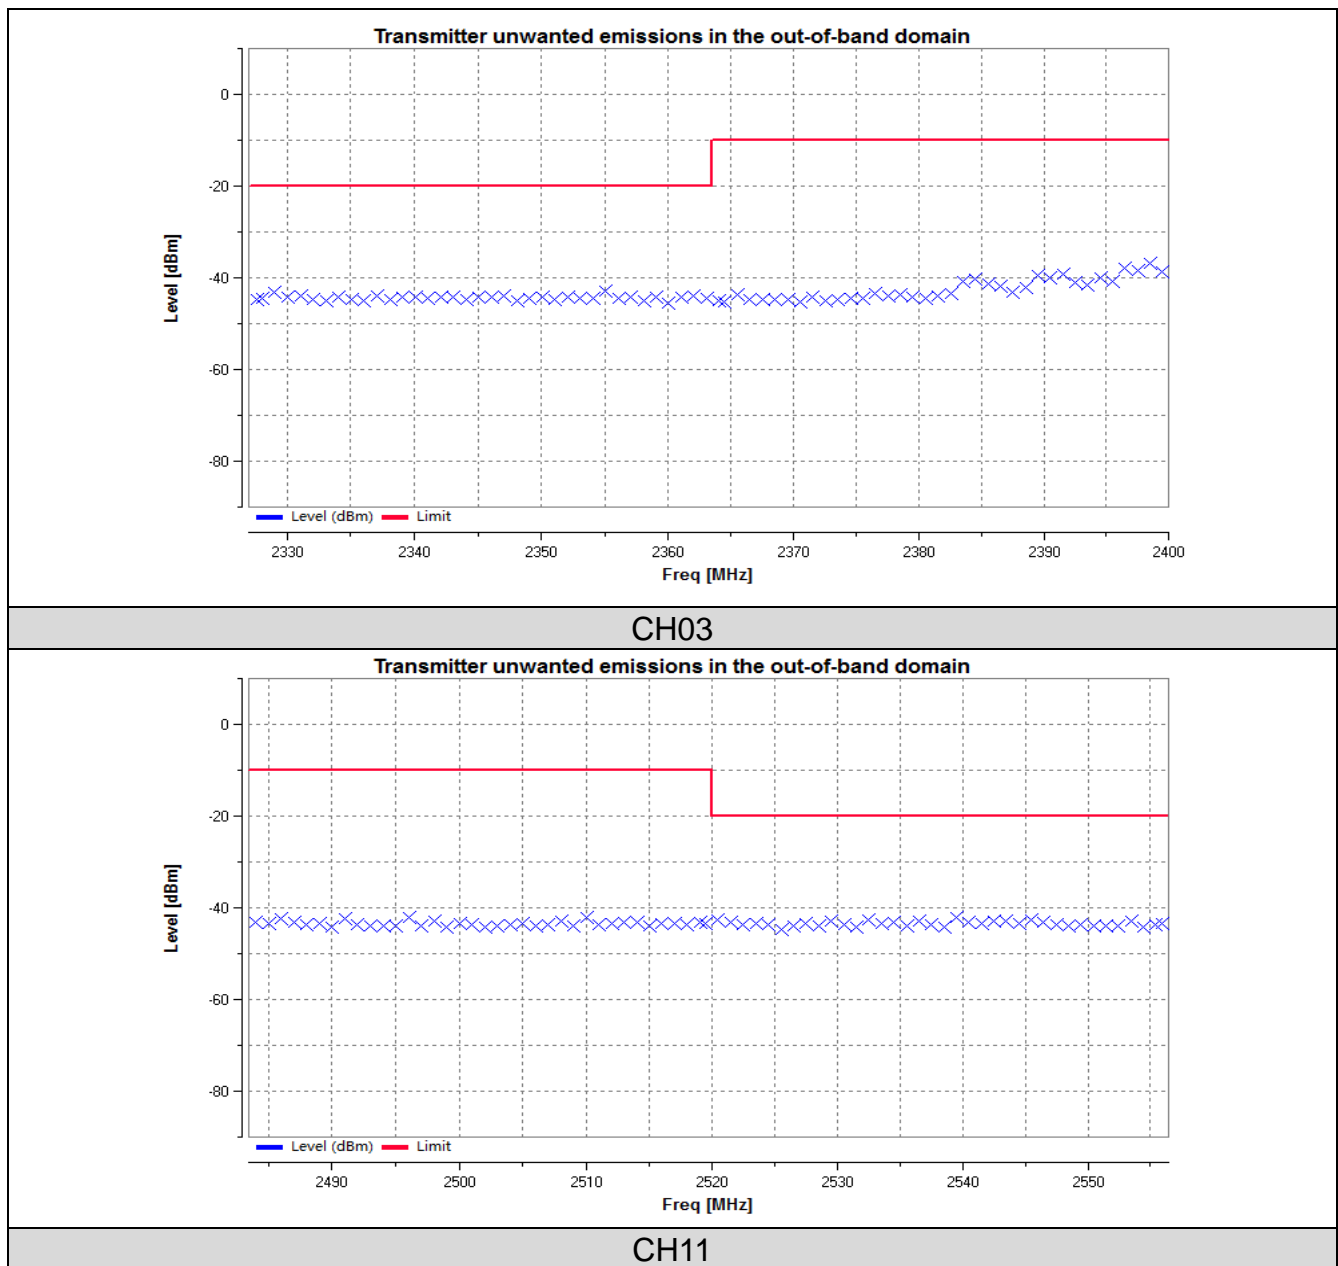 Transmitter unwanted emissions in the out-of-band domain
0
-20
-40
-60
-80
Level [dBm]
Level (dBm) Limit
2330 2340 2350 2360 2370 2380 2390 2400
Freq [MHz]
CH03
Transmitter unwanted emissions in the out-of-band domain
0
-20
-40
-60
-80
Level [dBm]
Level (dBm) Limit
2490 2500 2510 2520 2530 2540 2550
Freq [MHz]
CH11